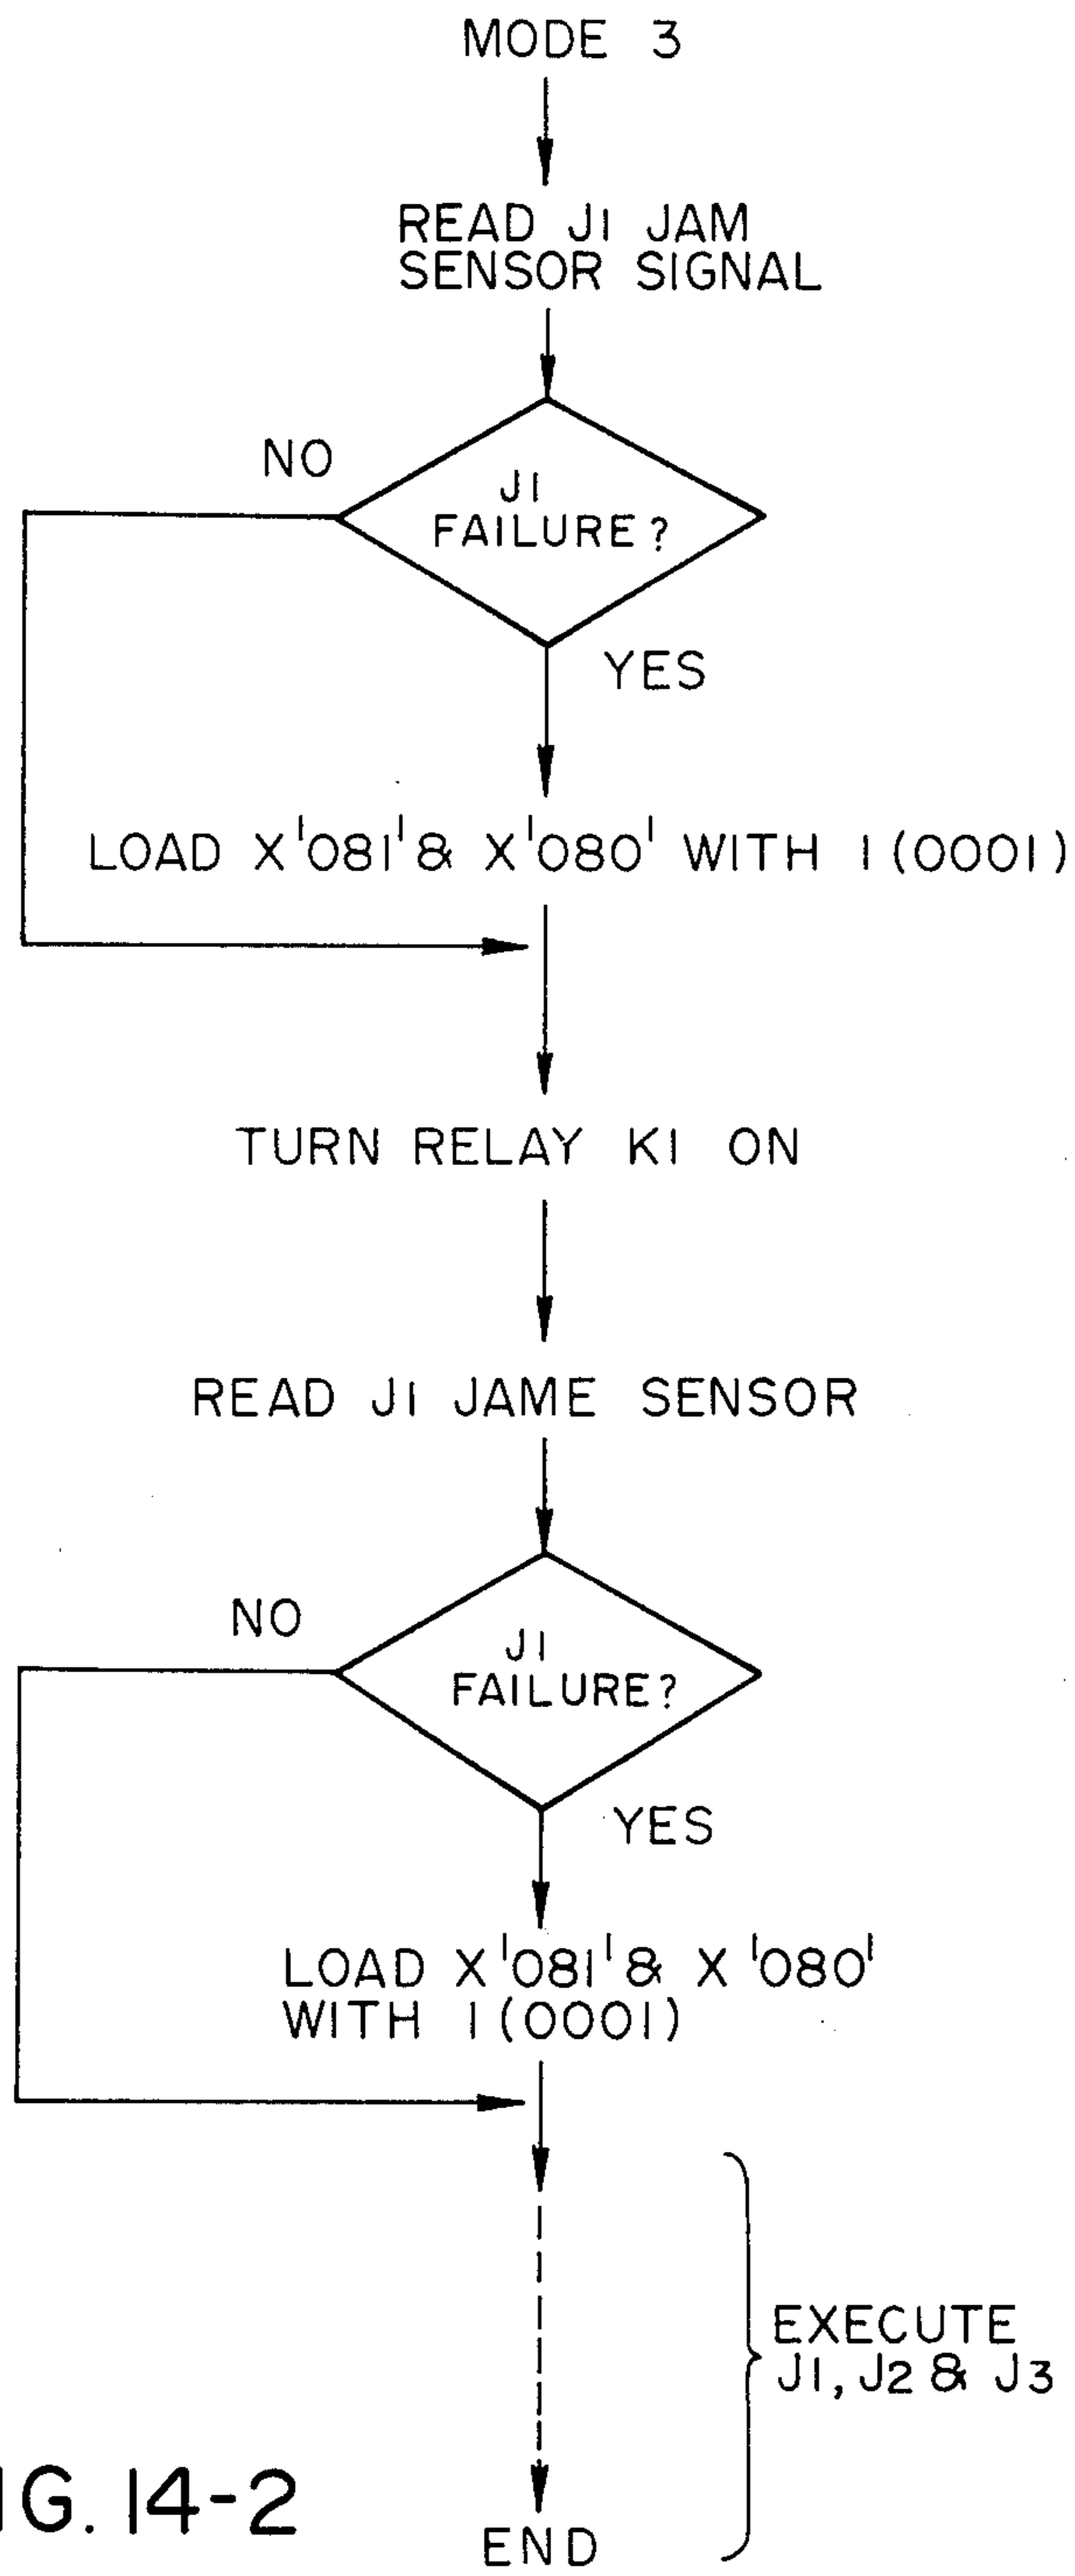 MODE 3
READ J1 JAM
SENSOR SIGNAL
NO
J1
FAILURE?
YES
LOAD X'081' & X'080' WITH 1(0001)
TURN RELAY K1 ON
READ J1 JAME SENSOR
NO
J1
FAILURE?
YES
LOAD X'081' & X'080'
WITH 1(0001)
EXECUTE
J1, J2 & J3
END
IG. 14-2